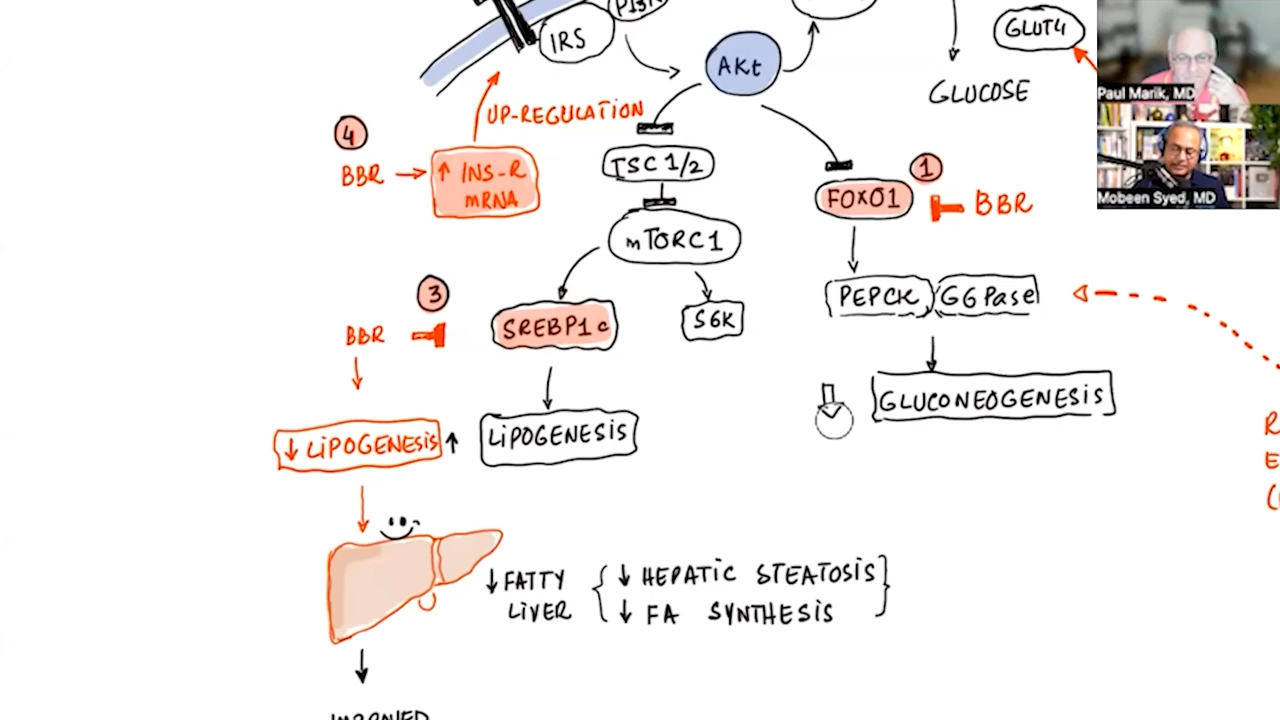 PI3K
IRS
AKt
GLUT4
GLUCOSE
Paul Marik, MD
Mobeen Syed, MD
UP-REGULATION
4
BBR
↑ INS-R
mRNA
TSC 1/2
FOXO1
1
BBR
mTORC1
3
BBR
SREBP1c
S6K
PEPCK
G6Pase
GLUCONEOGENESIS
↓ LIPOGENESIS
↑ LIPOGENESIS
↓ FATTY
LIVER
↓ HEPATIC STEATOSIS
↓ FA SYNTHESIS